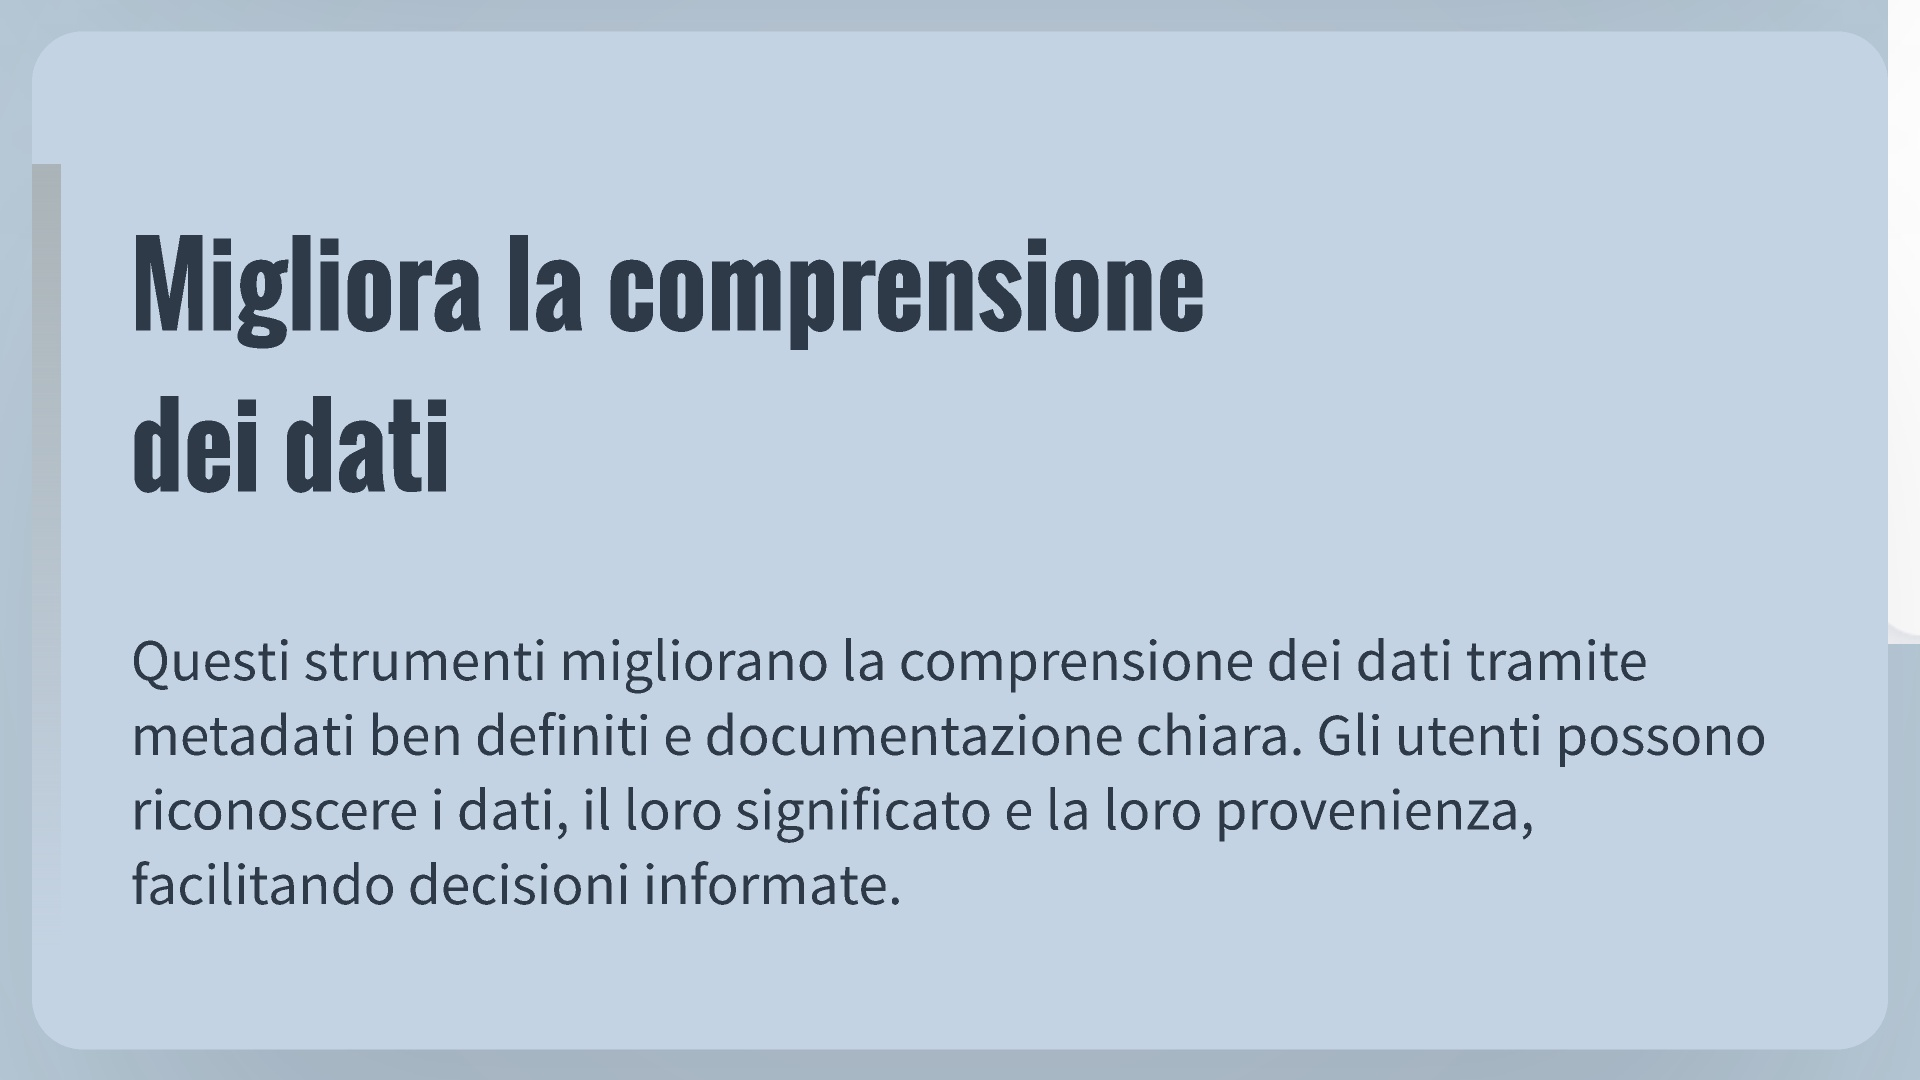 Migliora la comprensione
dei dati
Questi strumenti migliorano la comprensione dei dati tramite
metadati ben definiti e documentazione chiara. Gli utenti possono
riconoscere i dati, il loro significato e la loro provenienza,
facilitando decisioni informate.